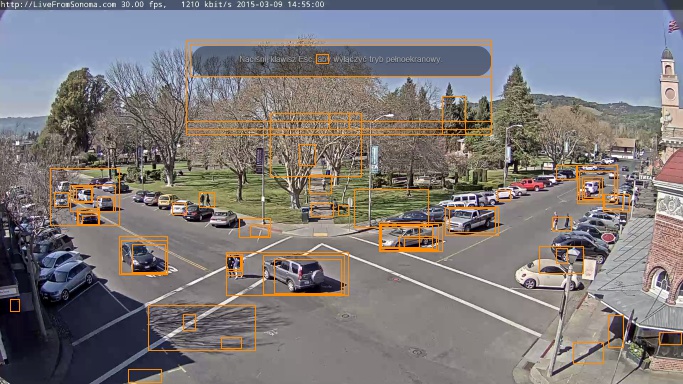 http://LiveFromSonoma.com 30.00 fps, 1210 kbit/s 2015-03-09 14:55:00
Naciśnij klawisz Esc, aby wyłączyć tryb pełnoekranowy.